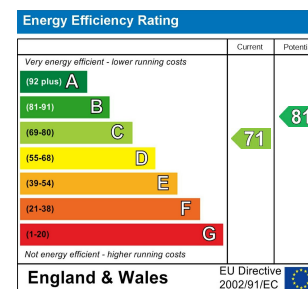 Energy Efficiency Rating
Current Potenti
Very energy efficient - lower running costs
(92 plus) A
(81-91) B
81
(69-80) C
71
(55-68) D
(39-54) E
(21-38) F
(1-20) G
Not energy efficient - higher running costs
England & Wales
EU Directive
2002/91/EC